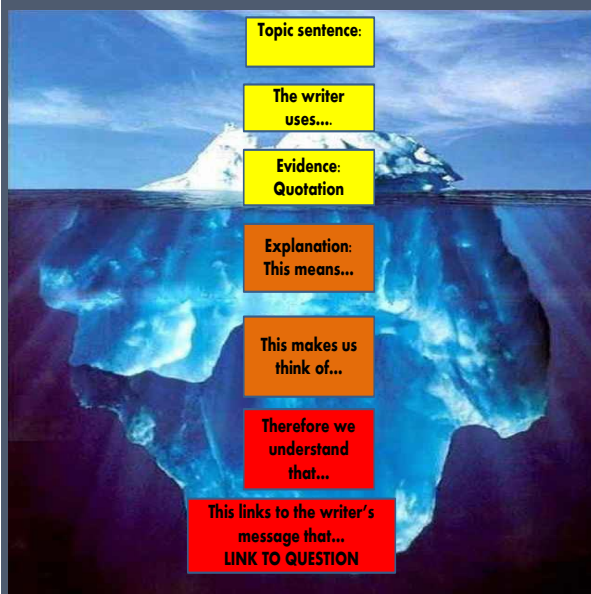 Topic sentence:
The writer
uses....
Evidence:
Quotation
Explanation:
This means...
This makes us
think of...
Therefore we
understand
that...
This links to the writer's
message that...
LINK TO QUESTION